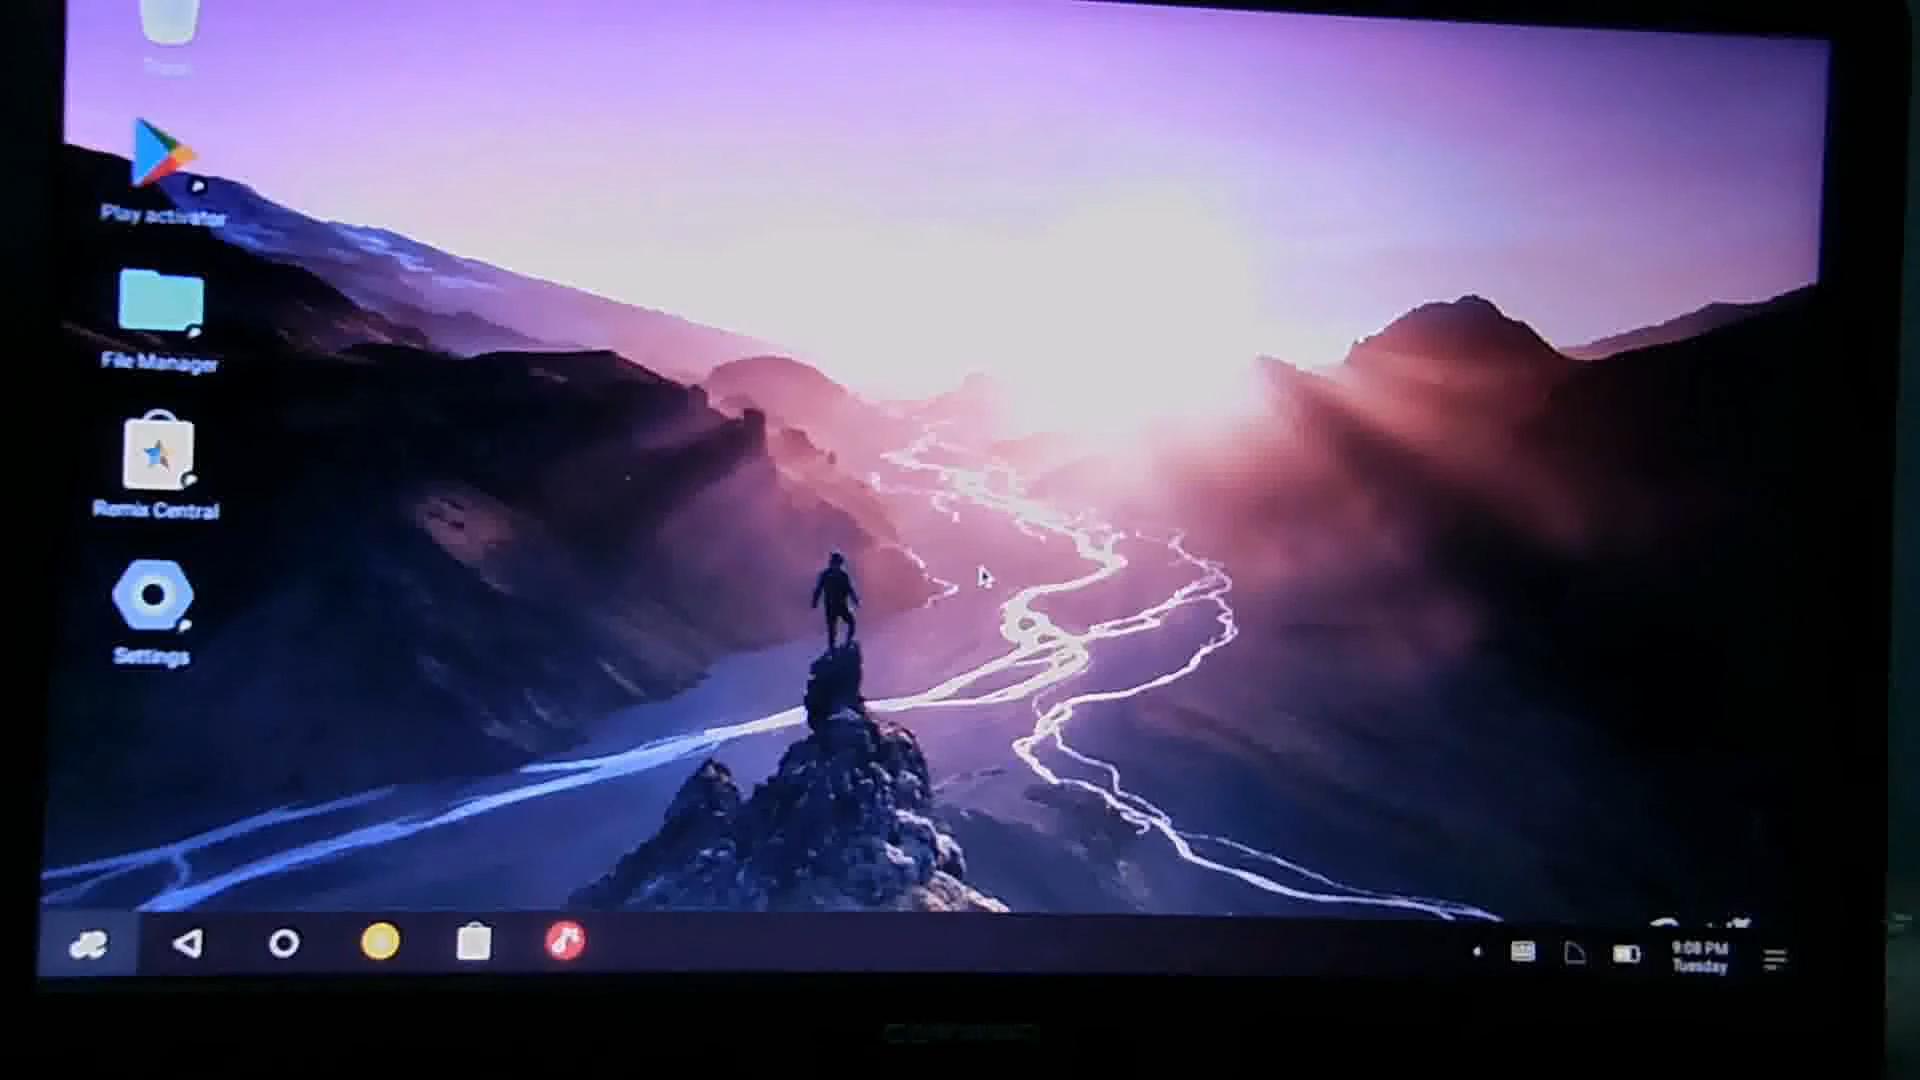 Play activator
File Manager
Remix Central
Settings
9:08 PM
Tuesday